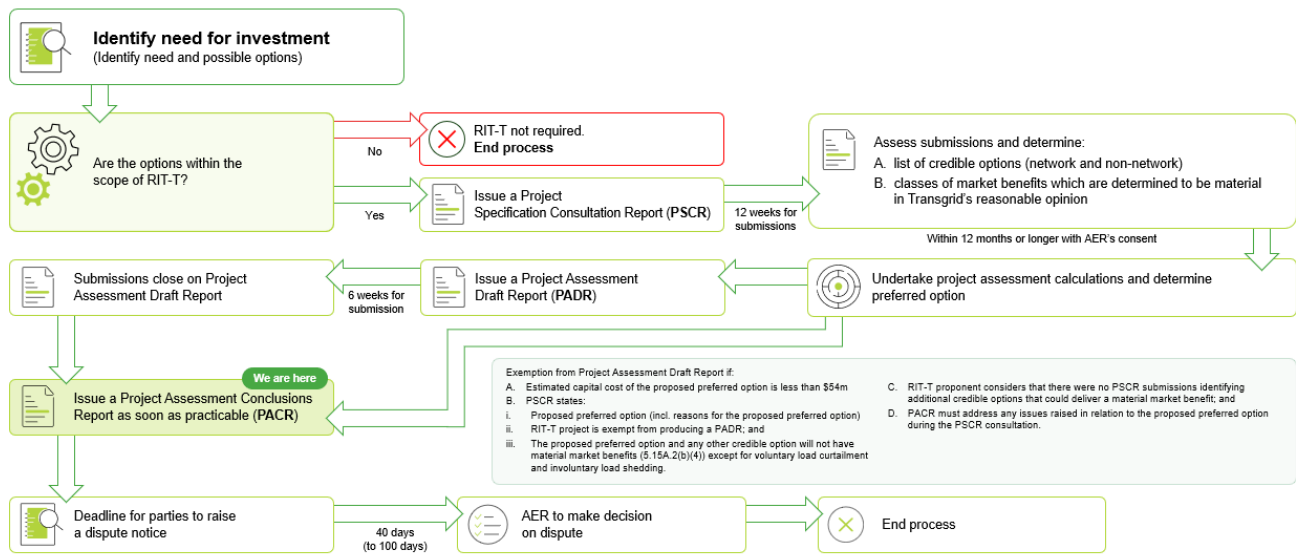 Identify need for investment
(Identify need and possible options)
Are the options within the
scope of RIT-T?
No
RIT-T not required.
End process
Yes
Issue a Project
Specification Consultation Report (PSCR)
12 weeks for
submissions
Assess submissions and determine:
A. list of credible options (network and non-network)
B. classes of market benefits which are determined to be material
in Transgrid's reasonable opinion
Within 12 months or longer with AER's consent
Undertake project assessment calculations and determine
preferred option
Issue a Project Assessment
Draft Report (PADR)
6 weeks for
submission
Submissions close on Project
Assessment Draft Report
We are here
Issue a Project Assessment Conclusions
Report as soon as practicable (PACR)
Exemption from Project Assessment Draft Report if:
A. Estimated capital cost of the proposed preferred option is less than $54m
B. PSCR states:
i. Proposed preferred option (incl. reasons for the proposed preferred option)
ii. RIT-T project is exempt from producing a PADR; and
iii. The proposed preferred option and any other credible option will not have
material market benefits (5.15A.2(b)(4)) except for voluntary load curtailment
and involuntary load shedding.
C. RIT-T proponent considers that there were no PSCR submissions identifying
additional credible options that could deliver a material market benefit; and
D. PACR must address any issues raised in relation to the proposed preferred option
during the PSCR consultation.
Deadline for parties to raise
a dispute notice
40 days
(to 100 days)
AER to make decision
on dispute
End process